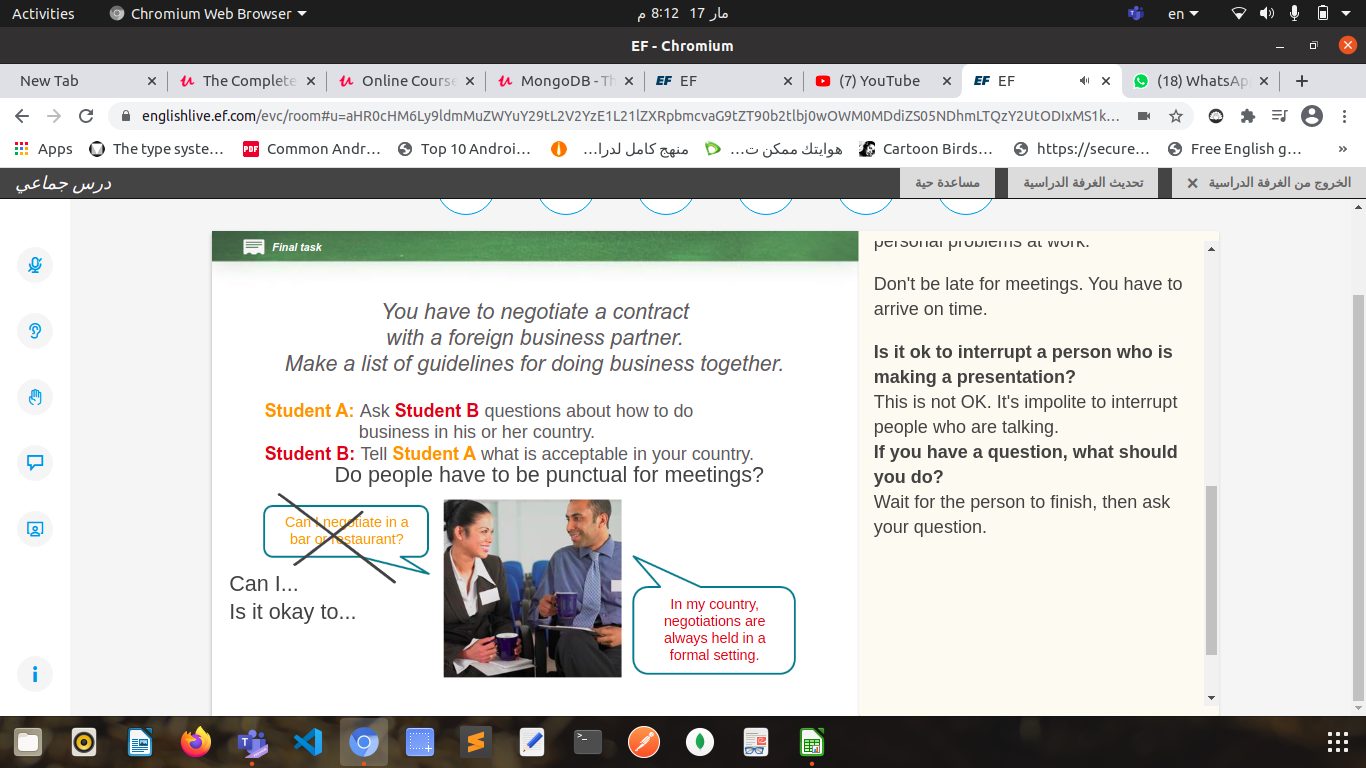 Activities
Chromium Web Browser
مار 17  8:12 م
en
EF - Chromium
New Tab
The Complete
Online Course
MongoDB - Th
EF
(7) YouTube
EF
(18) WhatsAp
englishlive.ef.com/evc/room#u=
Apps
The type syste…
Common Andr…
Top 10 Androi…
منهج كامل لدرا…
هوايتك ممكن ت…
Cartoon Birds…
https://secure…
Free English g…
»
درس جماعي
مساعدة حية
تحديث الغرفة الدراسية
الخروج من الغرفة الدراسية
Final task
You have to negotiate a contract
with a foreign business partner.
Make a list of guidelines for doing business together.
Student A: Ask Student B questions about how to do
business in his or her country.
Student B: Tell Student A what is acceptable in your country.
Do people have to be punctual for meetings?
Can I negotiate in a
bar or restaurant?
Can I...
Is it okay to...
In my country,
negotiations are
always held in a
formal setting.
personal problems at work.
Don't be late for meetings. You have to
arrive on time.
Is it ok to interrupt a person who is
making a presentation?
This is not OK. It's impolite to interrupt
people who are talking.
If you have a question, what should
you do?
Wait for the person to finish, then ask
your question.